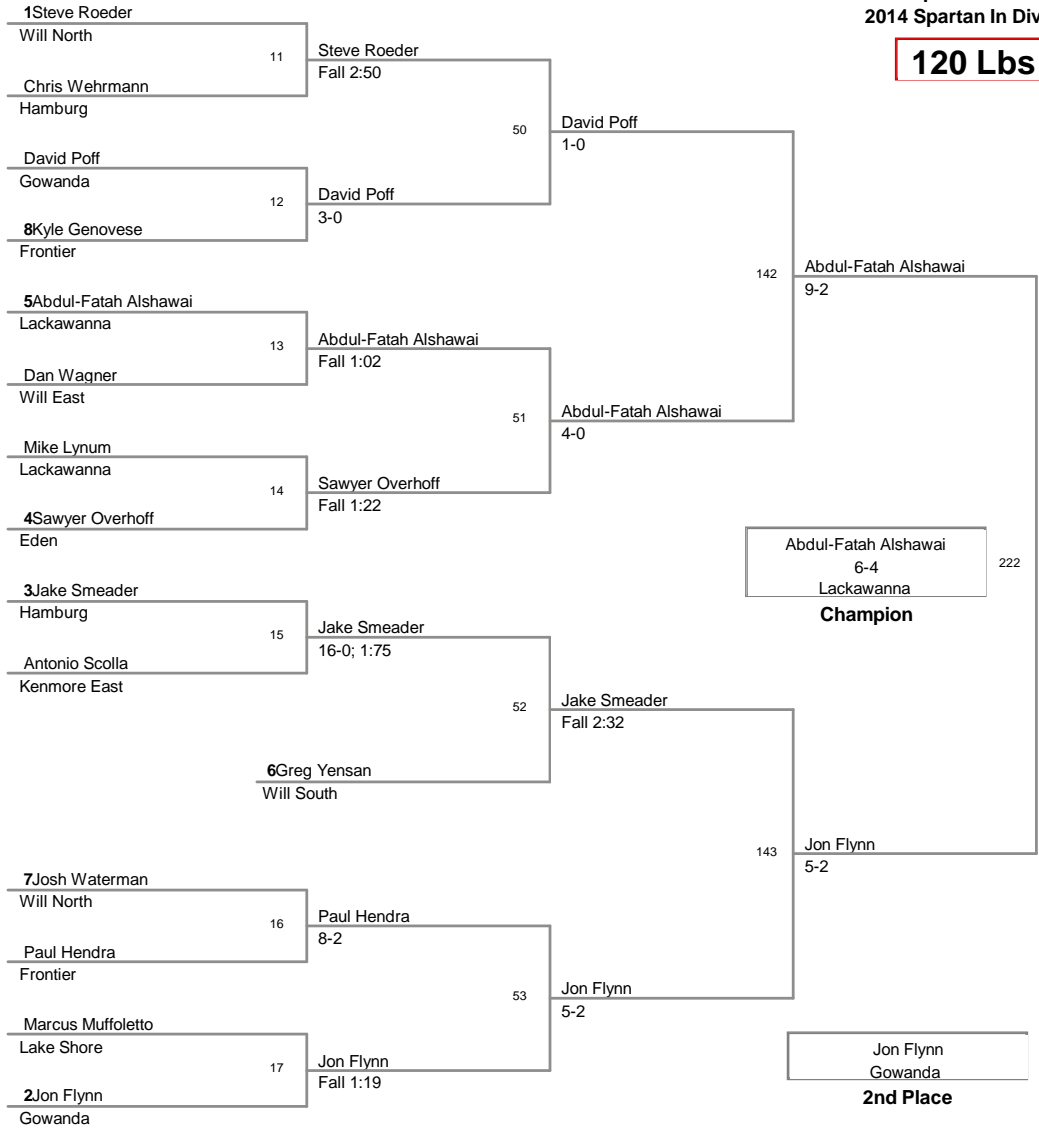 2014 Spartan In Div
120 Lbs
1Steve Roeder
Will North
11
Chris Wehrmann
Hamburg
Steve Roeder
Fall 2:50
David Poff
Gowanda
12
8Kyle Genovese
Frontier
David Poff
3-0
50
David Poff
1-0
5Abdul-Fatah Alshawai
Lackawanna
13
Dan Wagner
Will East
Abdul-Fatah Alshawai
Fall 1:02
Mike Lynum
Lackawanna
14
4Sawyer Overhoff
Eden
Sawyer Overhoff
Fall 1:22
51
Abdul-Fatah Alshawai
4-0
142
Abdul-Fatah Alshawai
9-2
3Jake Smeader
Hamburg
15
Antonio Scolla
Kenmore East
Jake Smeader
16-0; 1:75
6Greg Yensan
Will South
52
Jake Smeader
Fall 2:32
7Josh Waterman
Will North
16
Paul Hendra
Frontier
Paul Hendra
8-2
Marcus Muffoletto
Lake Shore
17
2Jon Flynn
Gowanda
Jon Flynn
Fall 1:19
53
Jon Flynn
5-2
143
Jon Flynn
5-2
Abdul-Fatah Alshawai
6-4
Lackawanna
222
Champion
Jon Flynn
Gowanda
2nd Place